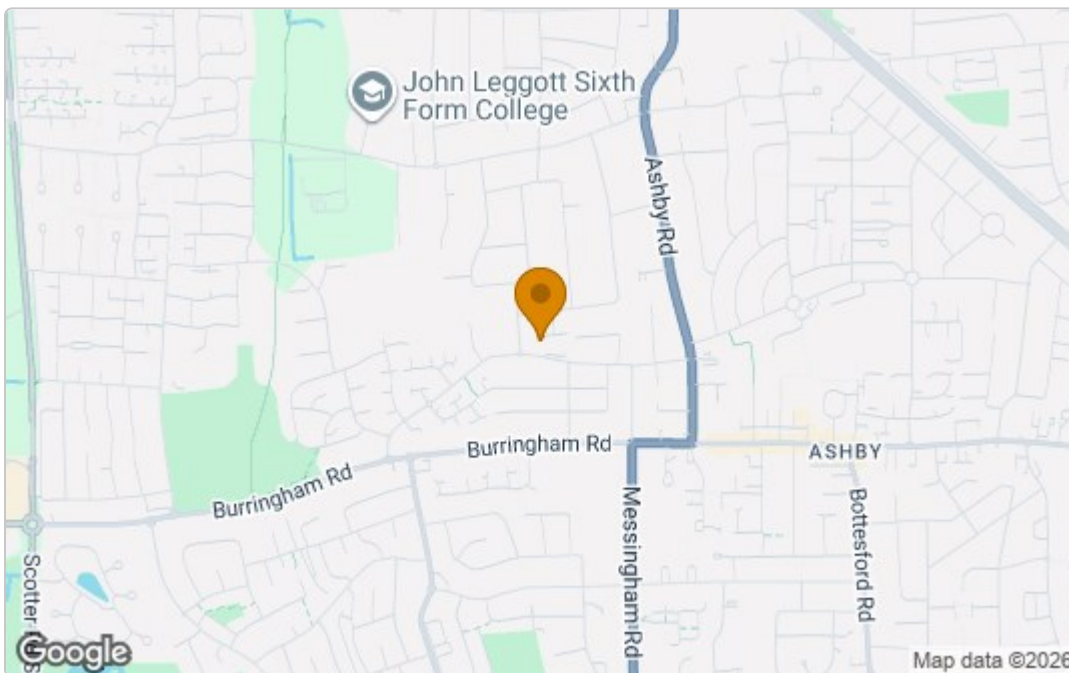 John Leggott Sixth
Form College
Ashby Rd
Burringham Rd
ASHBY
Burringham Rd
Messingham Rd
Bottesford Rd
Scotter Rd S
Google
Map data ©2026